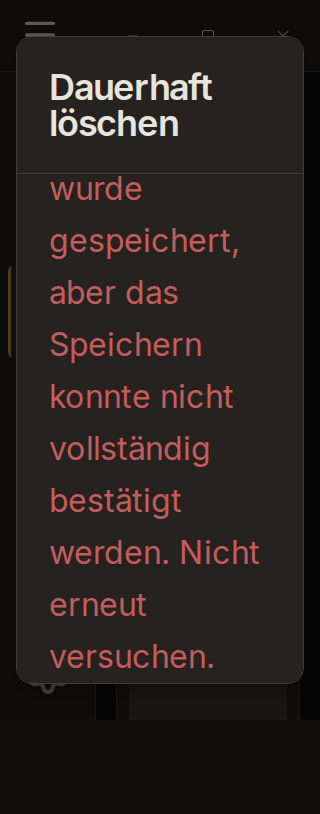 Dauerhaft
löschen
wurde
gespeichert,
aber das
Speichern
konnte nicht
vollständig
bestätigt
werden. Nicht
erneut
versuchen.